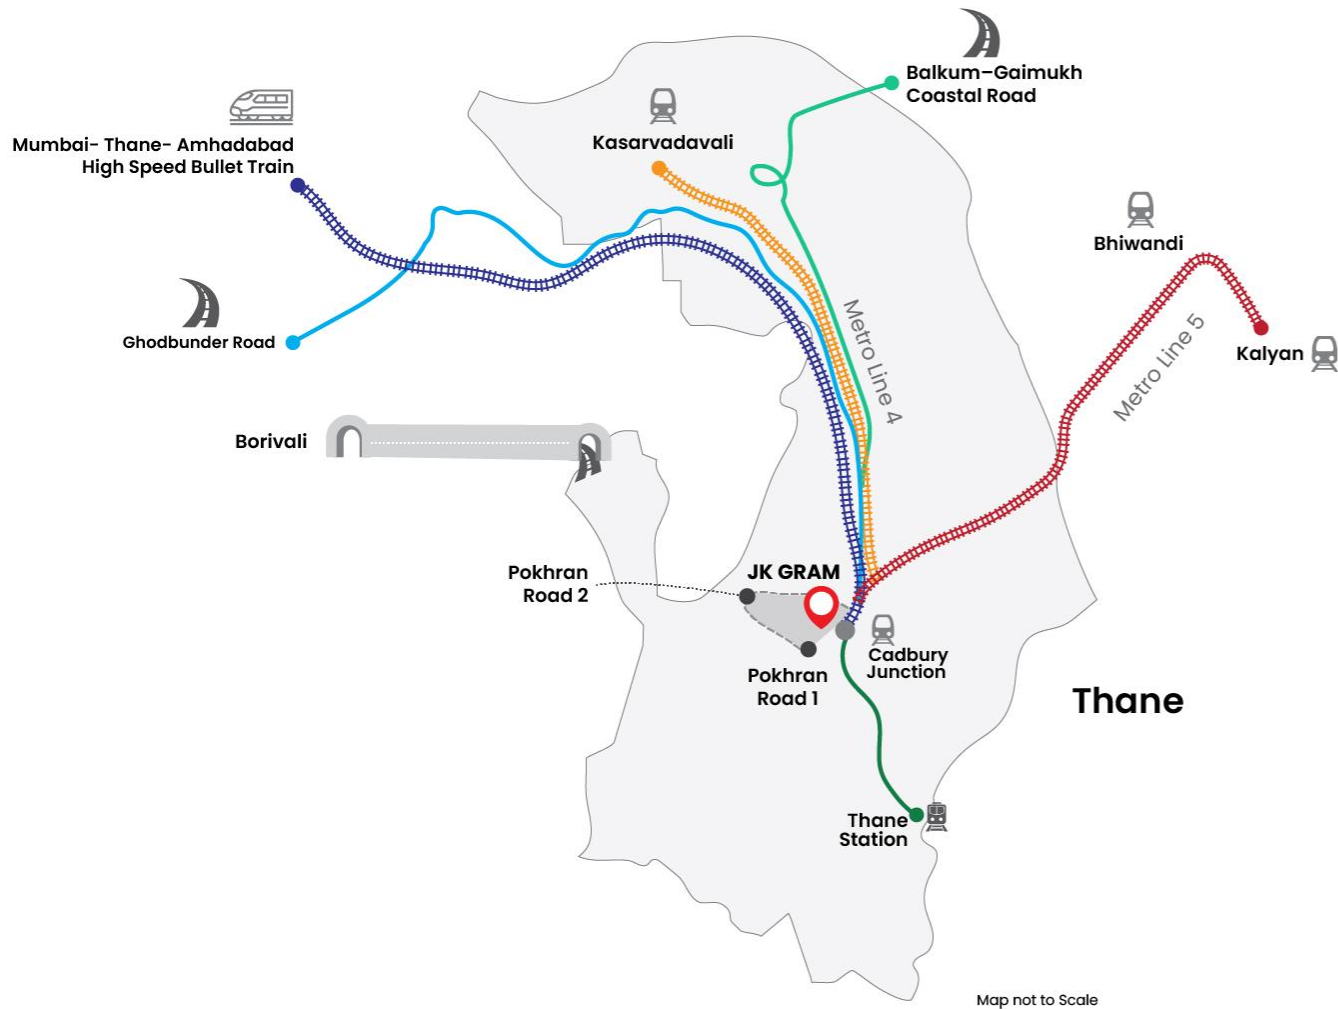 Balkum–Gaimukh
Coastal Road
Mumbai- Thane- Amhadabad
High Speed Bullet Train
Kasarvadavali
Bhiwandi
Ghodbunder Road
Metro Line 4
Metro Line 5
Kalyan
Borivali
Pokhran
Road 2
JK GRAM
Cadbury
Junction
Pokhran
Road 1
Thane
Thane
Station
Map not to Scale